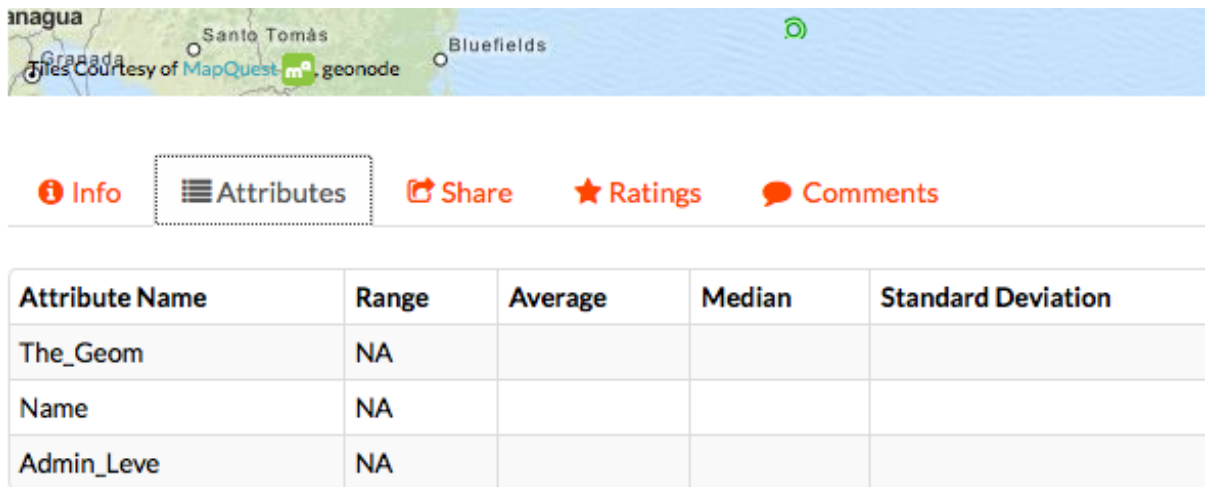 anagua
Santo Tomás
Bluefields
Granada
Tiles Courtesy of MapQuest mq, geonode
Info Attributes Share Ratings Comments
Attribute Name Range Average Median Standard Deviation
The_Geom NA
Name NA
Admin_Leve NA